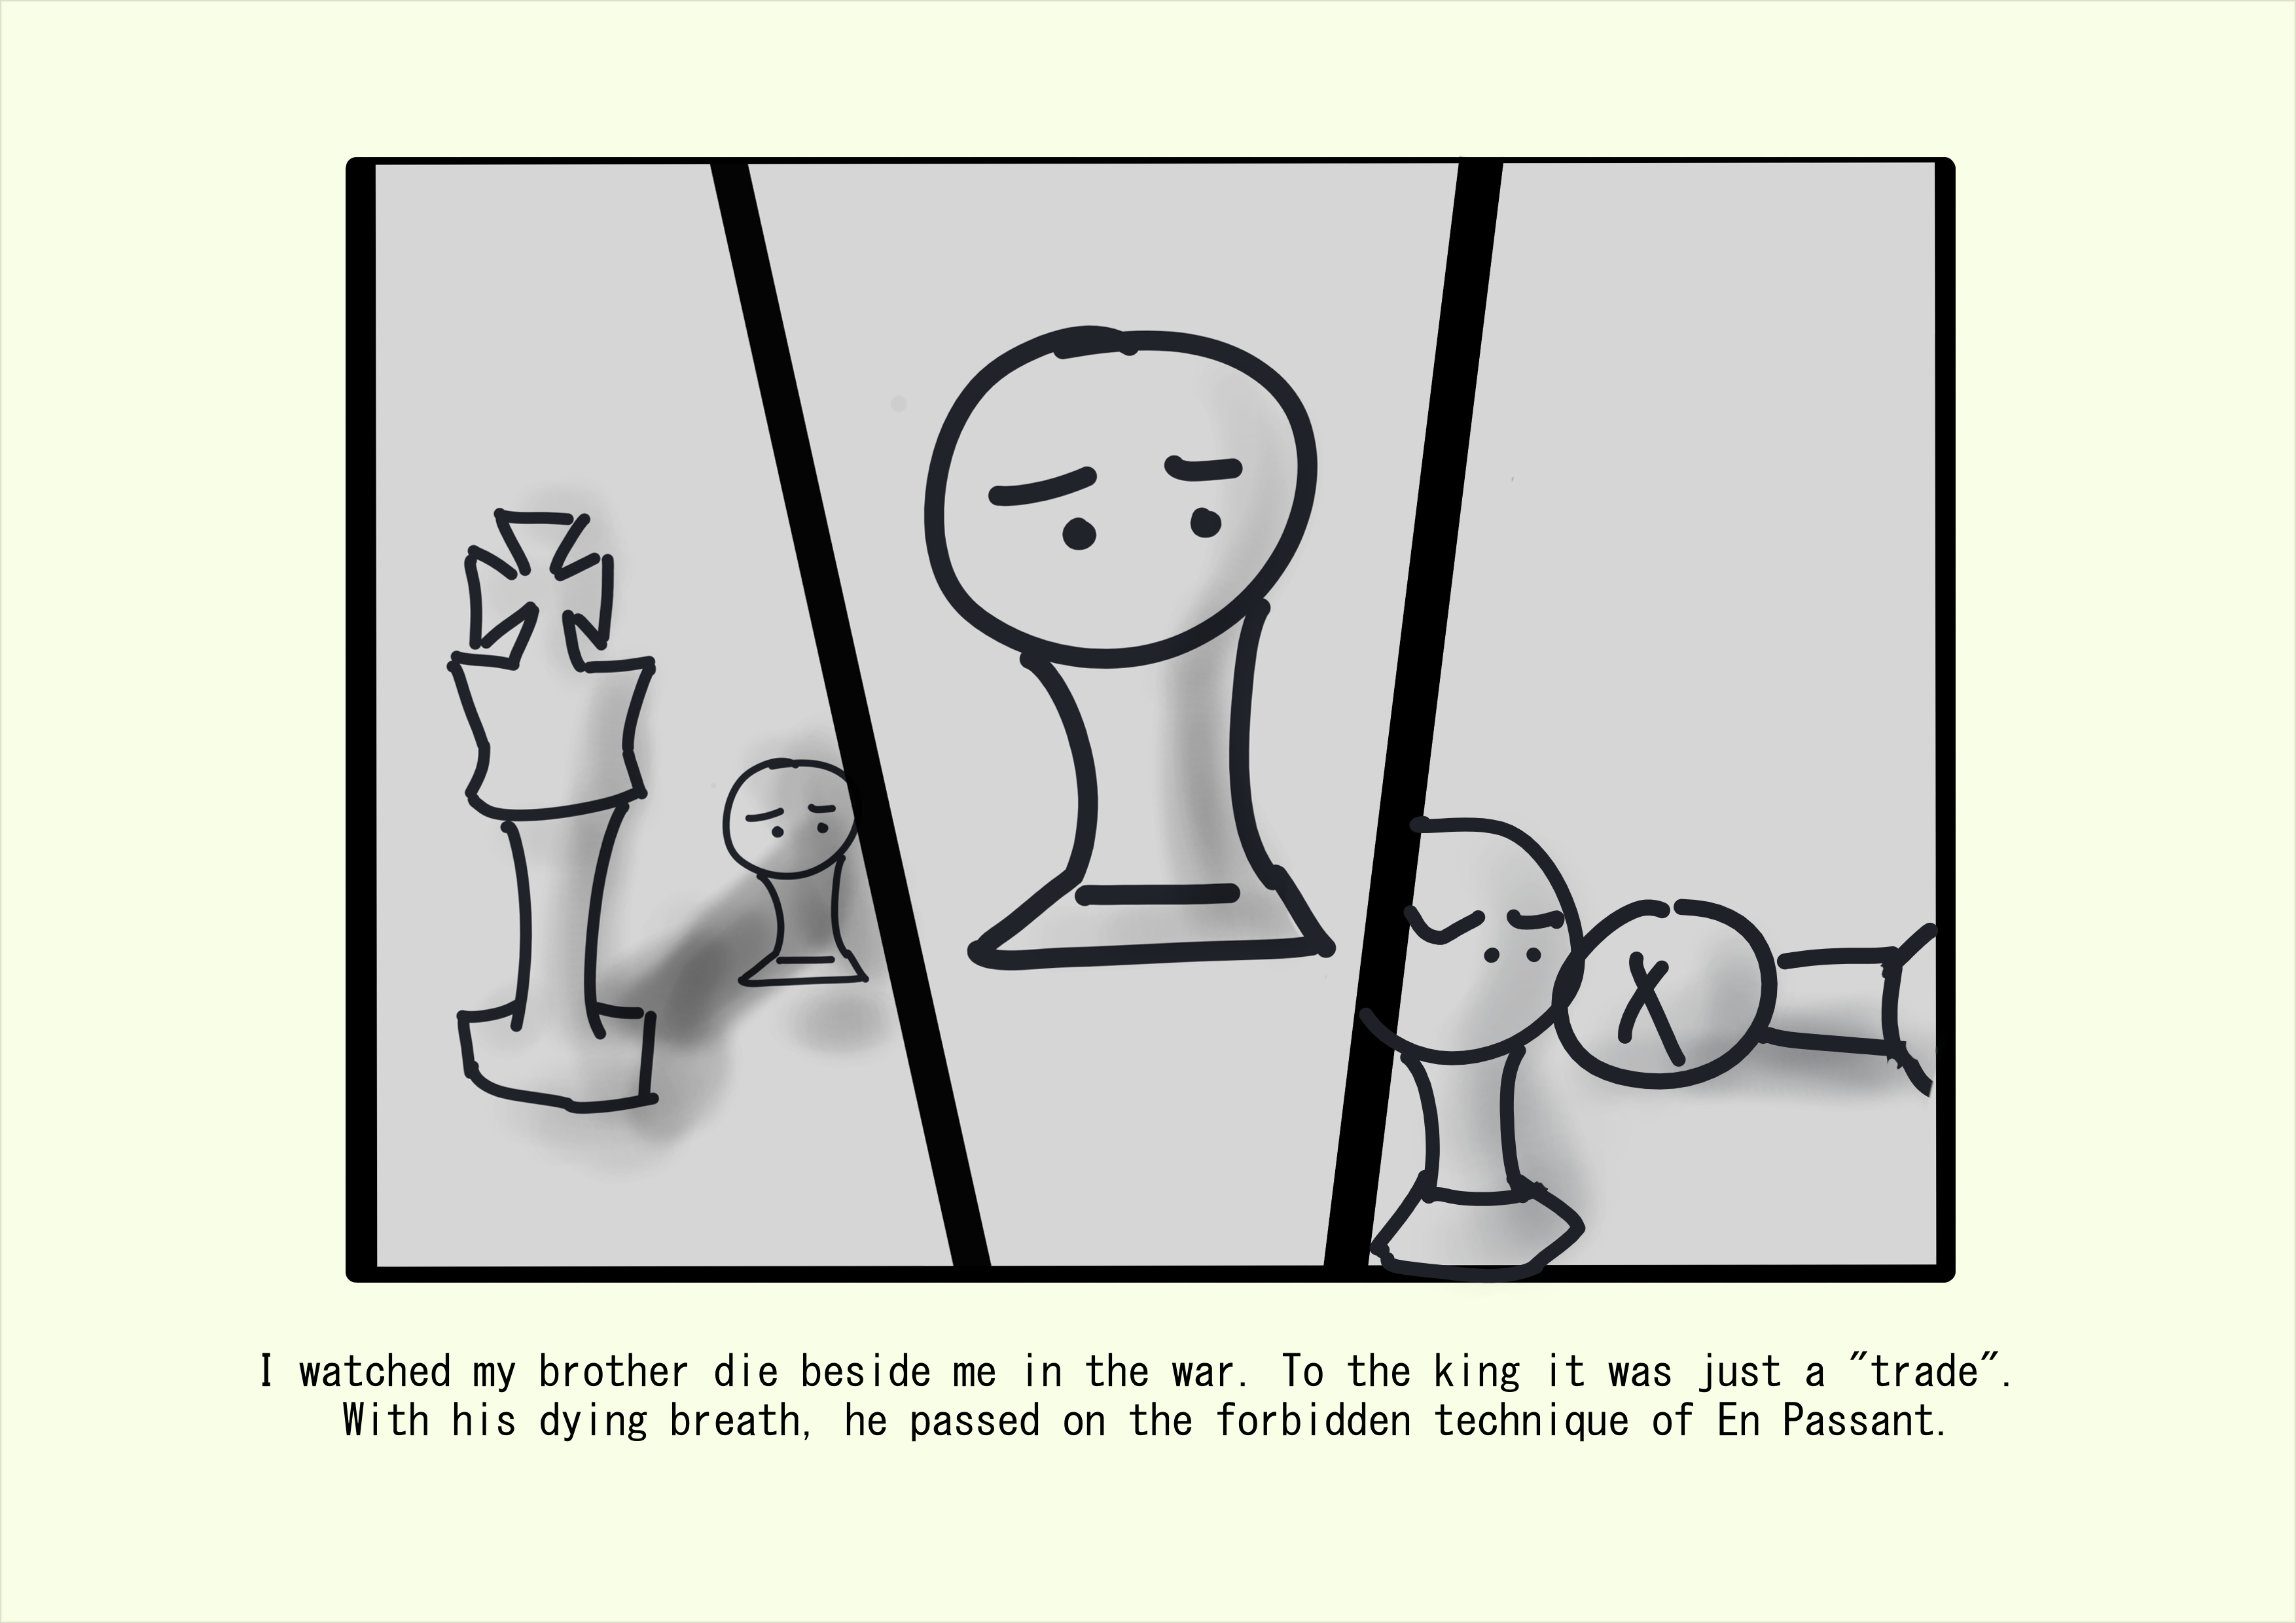 I watched my brother die beside me in the war. To the king it was just a "trade".
With his dying breath, he passed on the forbidden technique of En Passant.